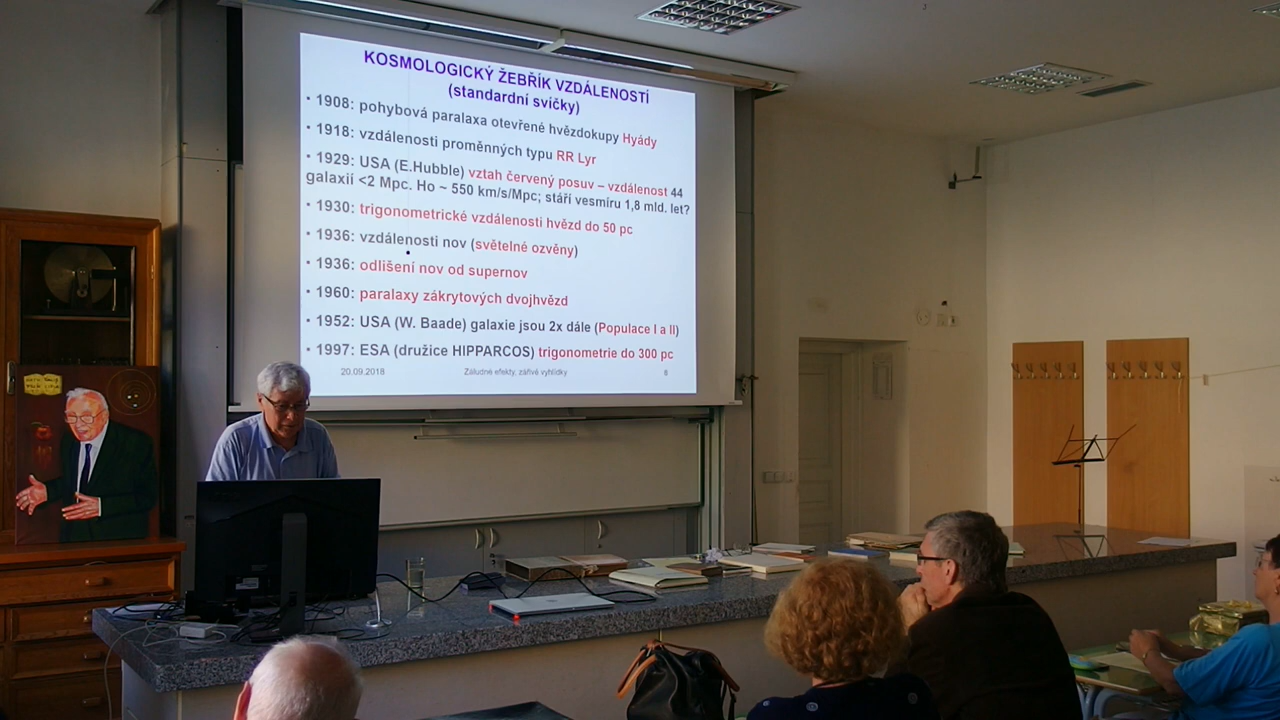 KOSMOLOGICKÝ ŽEBŘÍK VZDÁLENOSTÍ
(standardní svíčky)
• 1908: pohybová paralaxa otevřené hvězdokupy Hyády
• 1918: vzdálenosti proměnných typu RR Lyr
• 1929: USA (E.Hubble) vztah červený posuv – vzdálenost 44
galaxií <2 Mpc. Ho ~ 550 km/s/Mpc; stáří vesmíru 1,8 mld. let?
• 1930: trigonometrické vzdálenosti hvězd do 50 pc
• 1936: vzdálenosti nov (světelné ozvěny)
• 1936: odlišení nov od supernov
• 1960: paralaxy zákrytových dvojhvězd
• 1952: USA (W. Baade) galaxie jsou 2x dále (Populace I a II)
• 1997: ESA (družice HIPPARCOS) trigonometrie do 300 pc
20.09.2018 Záludné efekty, zářivé vyhlídky 6